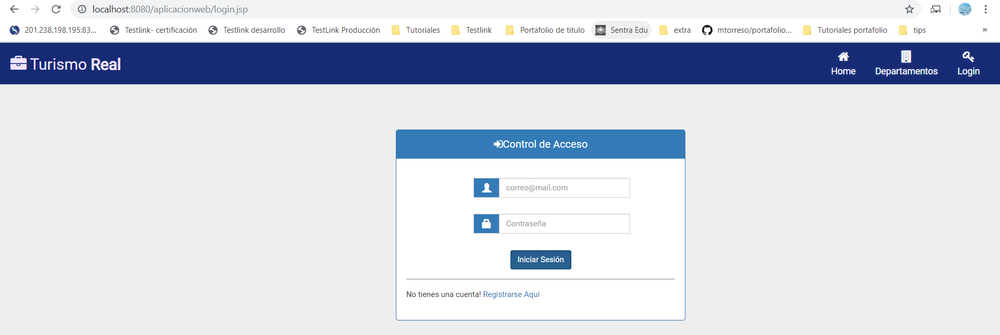 localhost:8080/aplicacionweb/login.jsp
201.238.198.195:83... Testlink- certificación Testlink desarrollo TestLink Producción Tutoriales Testlink Portafolio de titulo Sentra Edu extra mtorreso/portafolio... Tutoriales portafolio tips »
Turismo Real
Home Departamentos Login
Control de Acceso
correo@mail.com
Contraseña
Iniciar Sesión
No tienes una cuenta! Registrarse Aquí